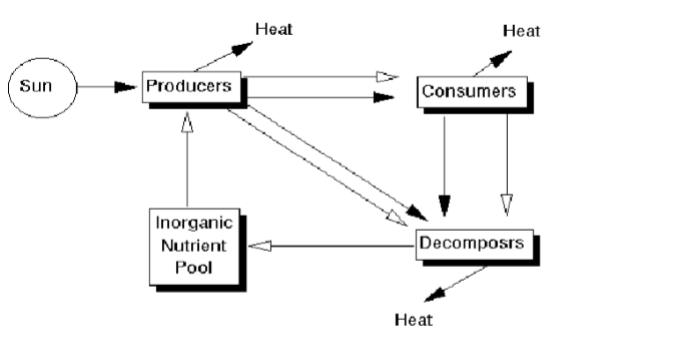 Heat
Heat
Sun
Producers
Consumers
Inorganic
Nutrient
Pool
Decomposrs
Heat